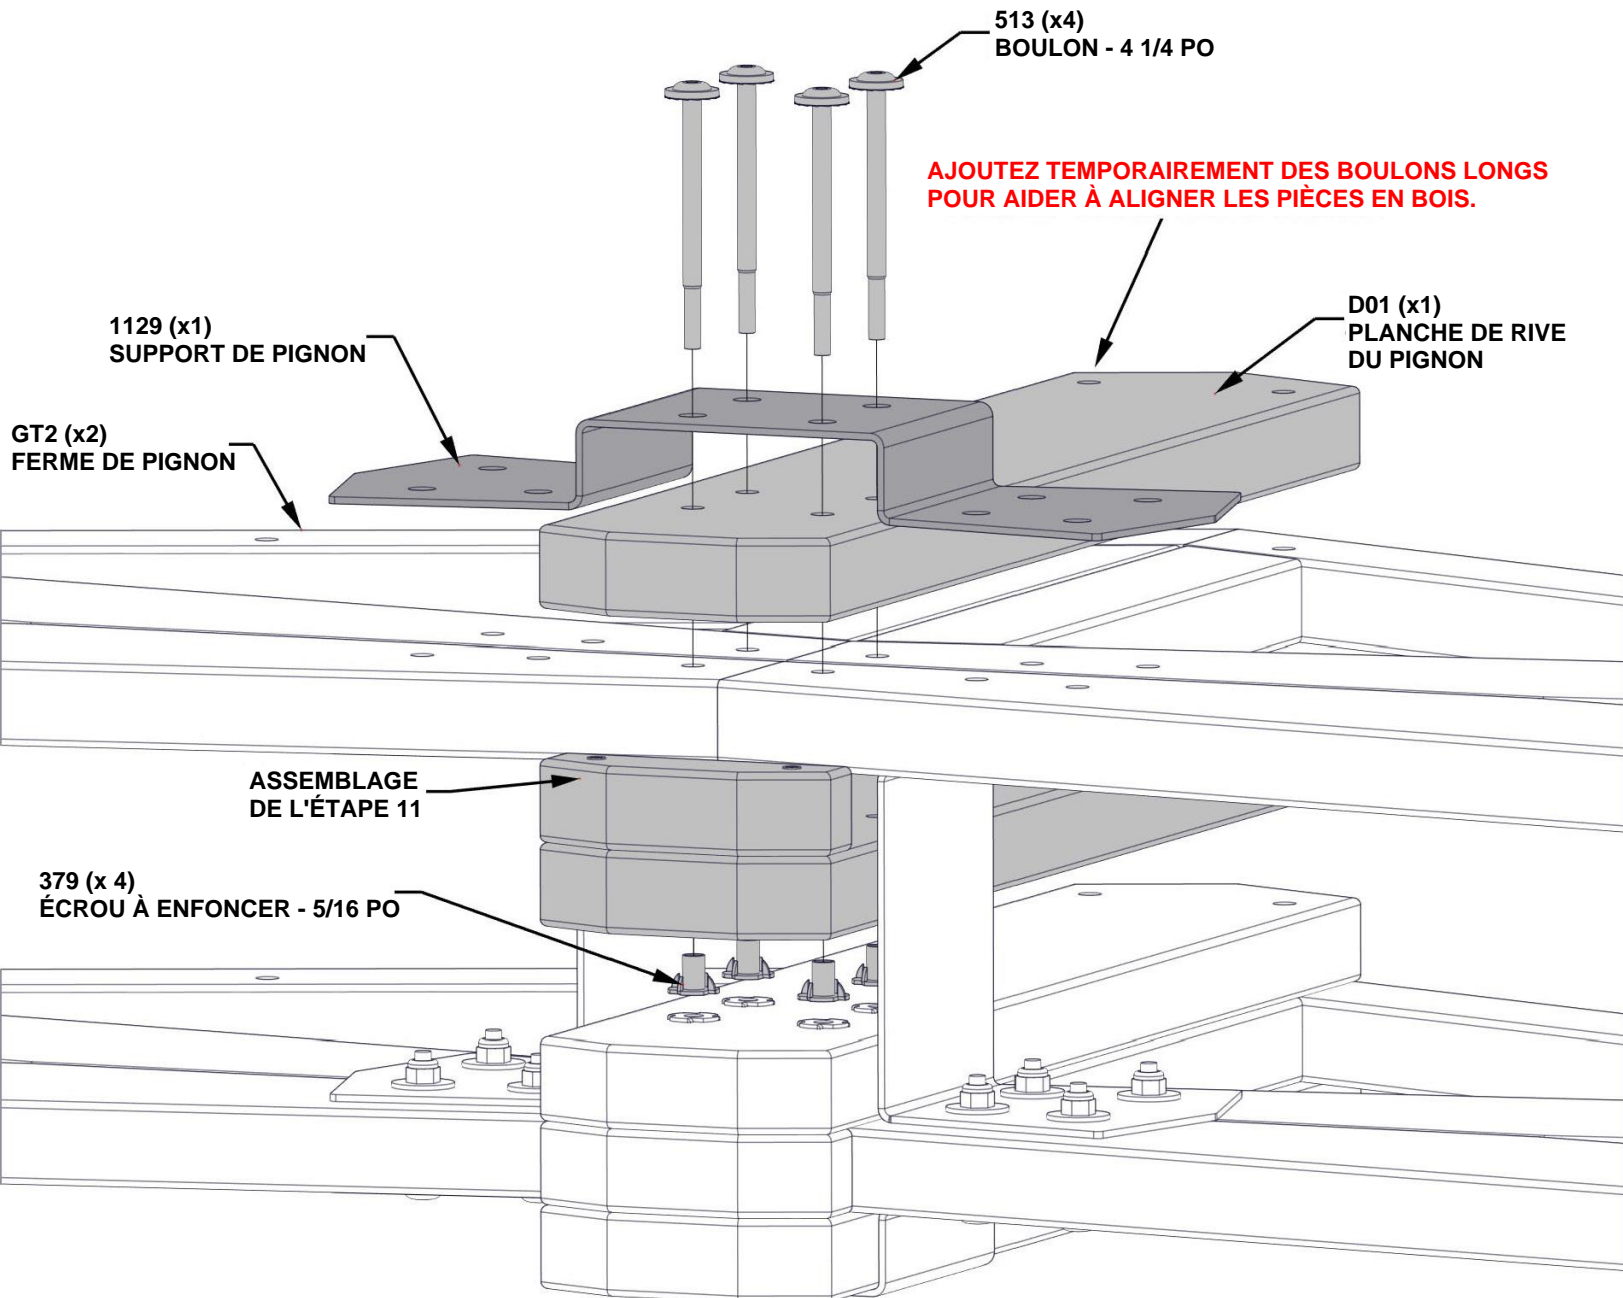 513 (x4)
BOULON - 4 1/4 PO
AJOUTEZ TEMPORAIREMENT DES BOULONS LONGS
POUR AIDER À ALIGNER LES PIÈCES EN BOIS.
D01 (x1)
PLANCHE DE RIVE
DU PIGNON
1129 (x1)
SUPPORT DE PIGNON
GT2 (x2)
FERME DE PIGNON
ASSEMBLAGE
DE L'ÉTAPE 11
379 (x 4)
ÉCROU À ENFONCER - 5/16 PO